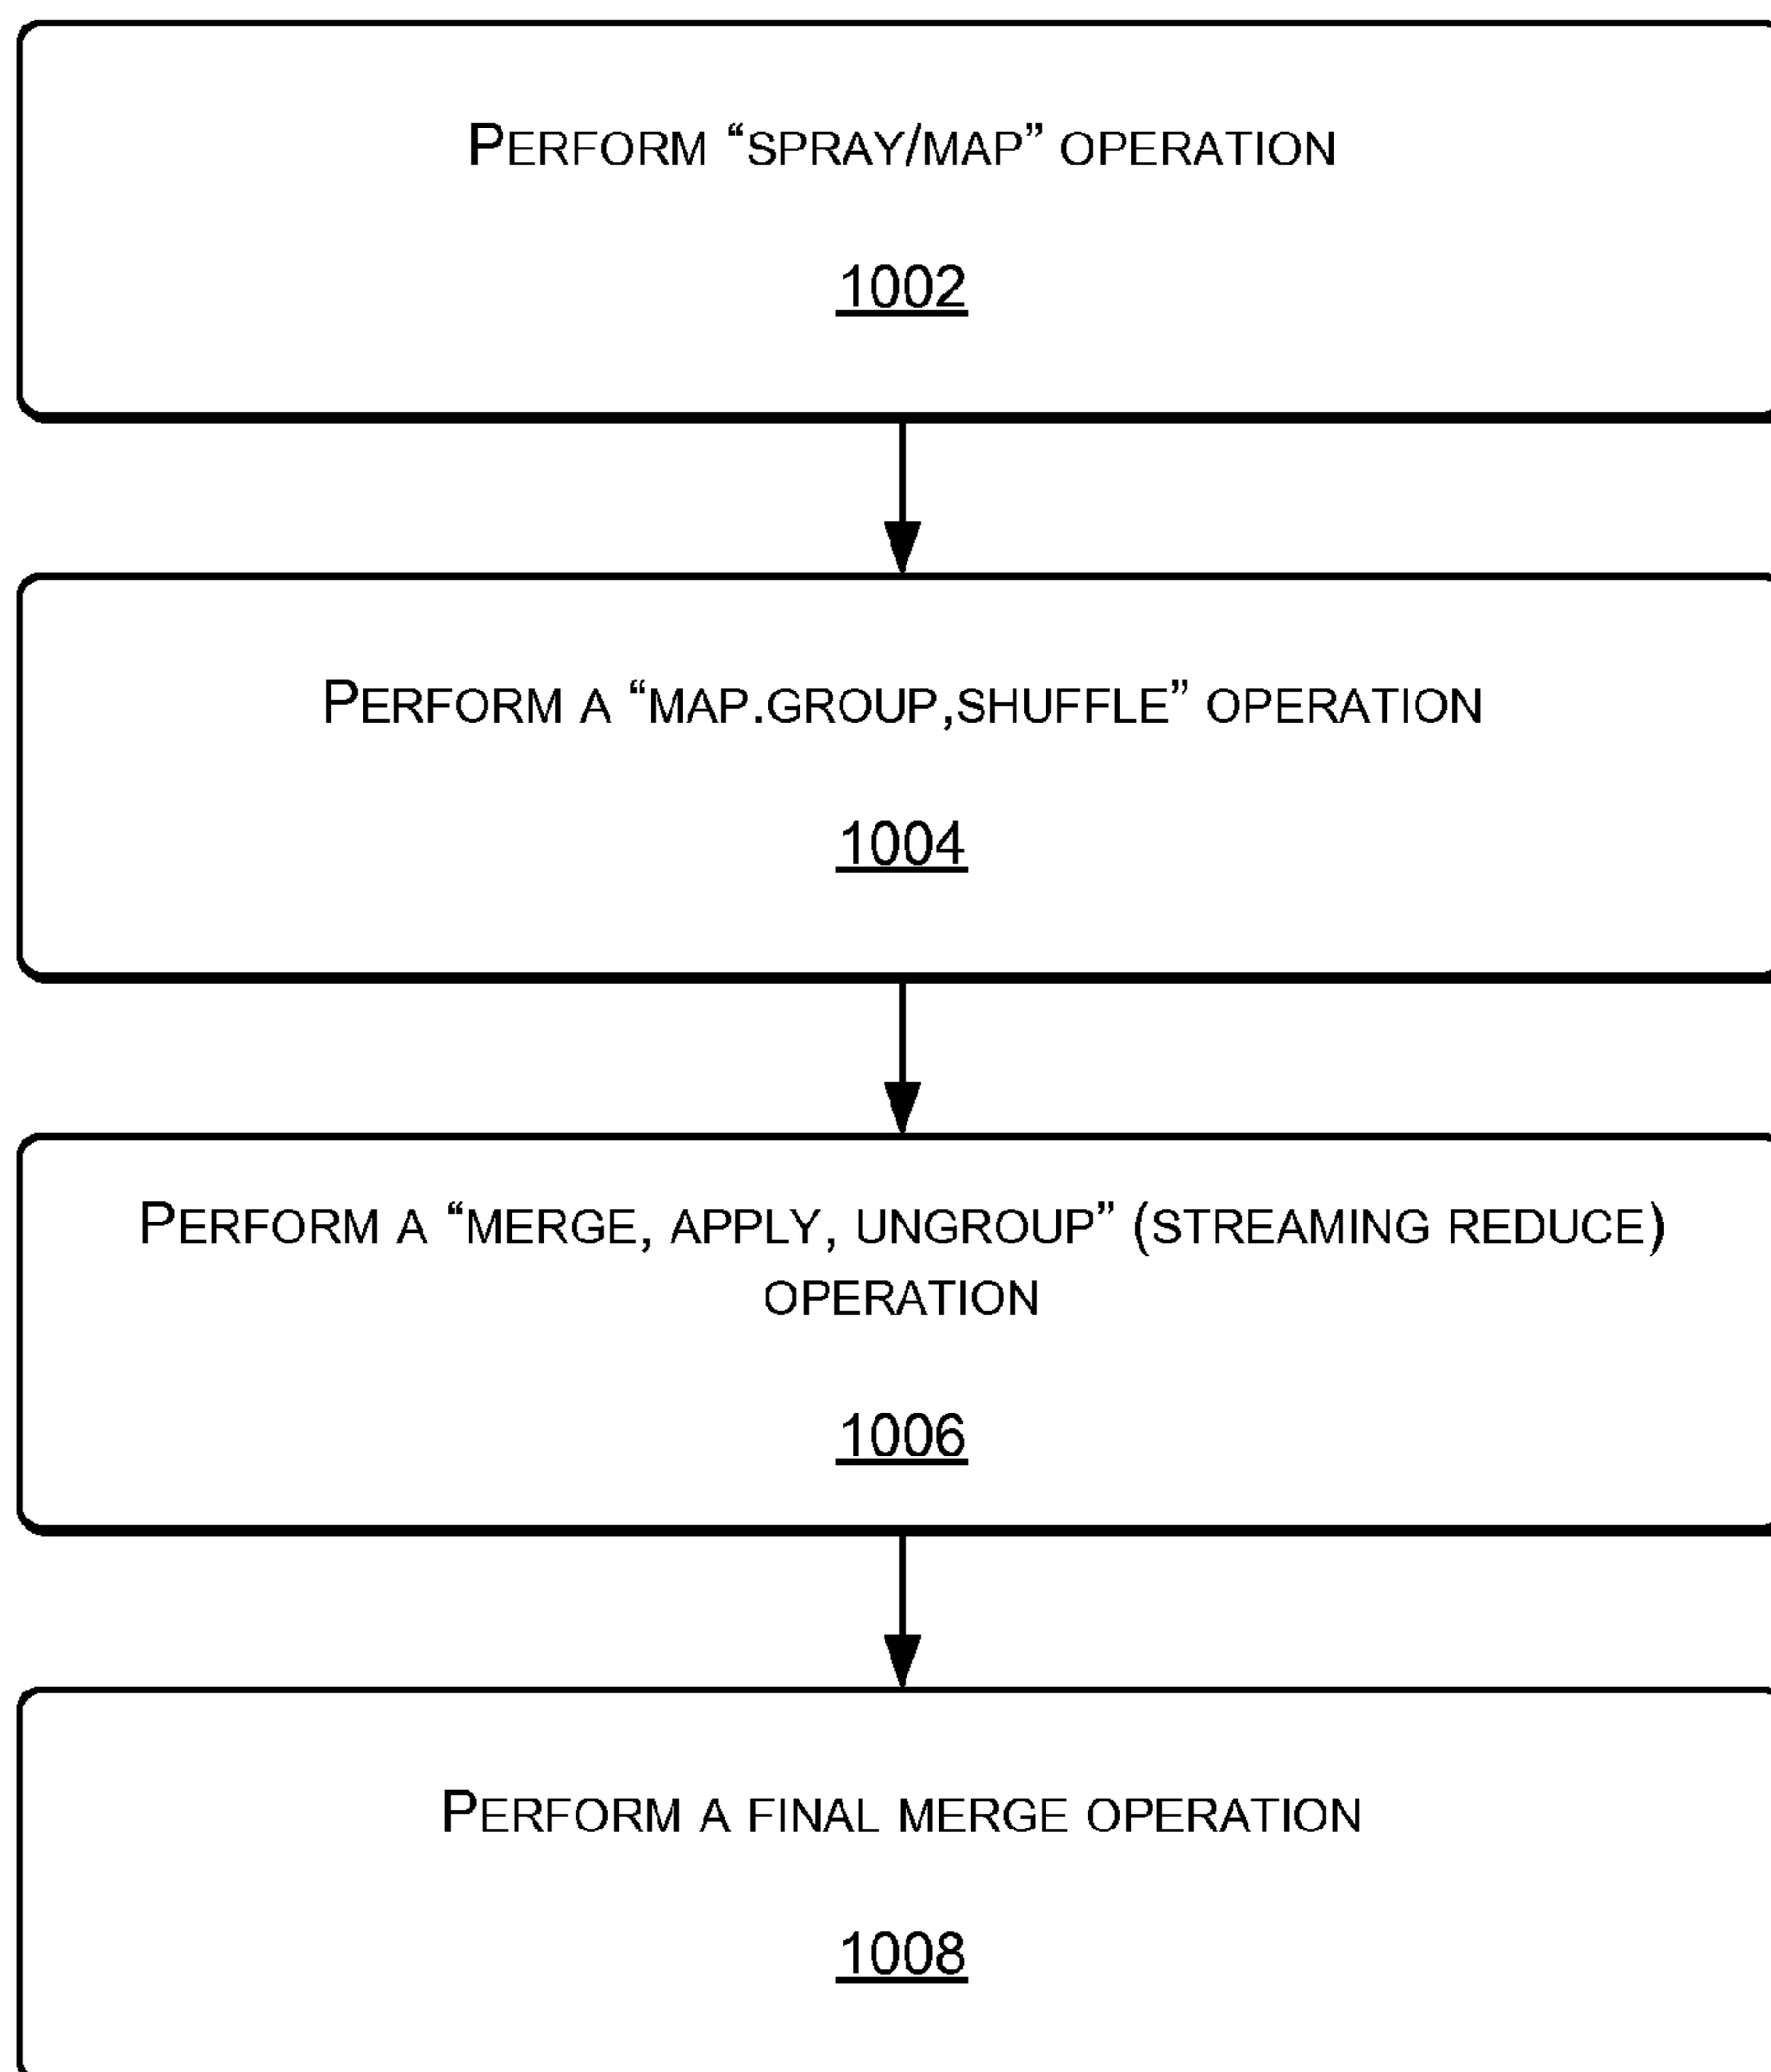 PERFORM “SPRAY/MAP” OPERATION
1002
PERFORM A “MAP.GROUP,SHUFFLE” OPERATION
1004
PERFORM A “MERGE, APPLY, UNGROUP” (STREAMING REDUCE)
OPERATION
1006
PERFORM A FINAL MERGE OPERATION
1008